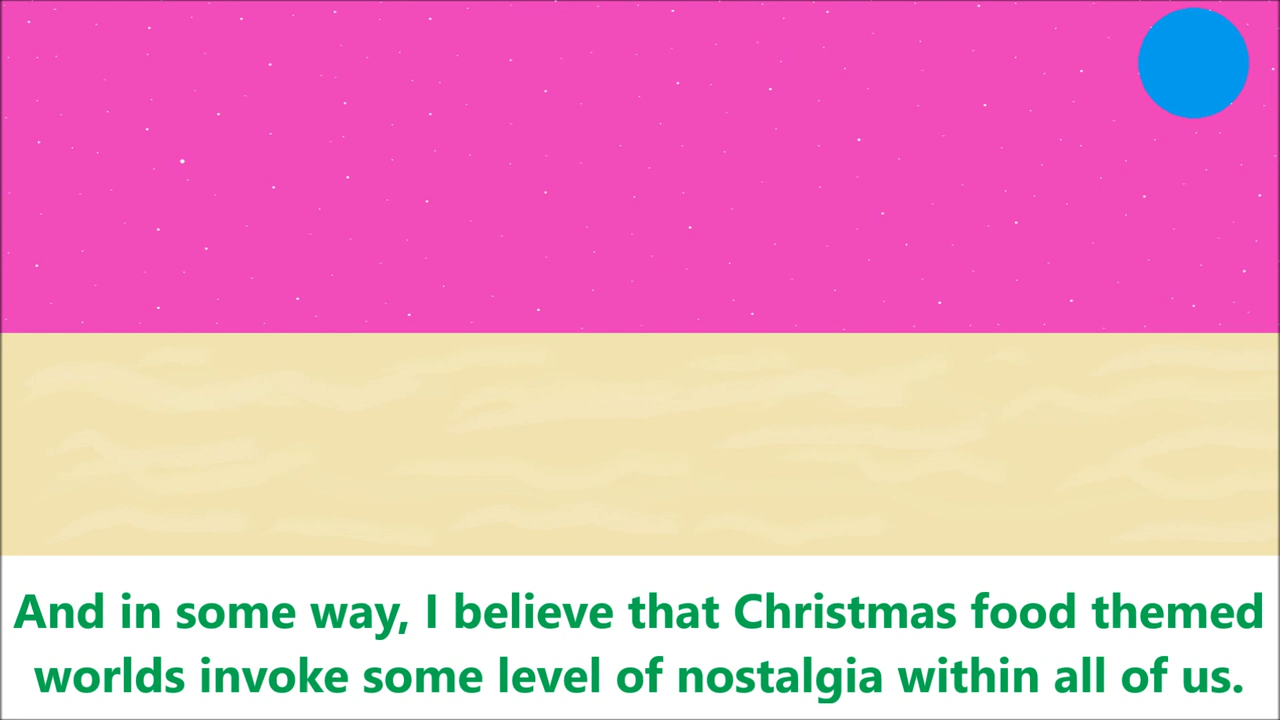 And in some way, I believe that Christmas food themed
worlds invoke some level of nostalgia within all of us.